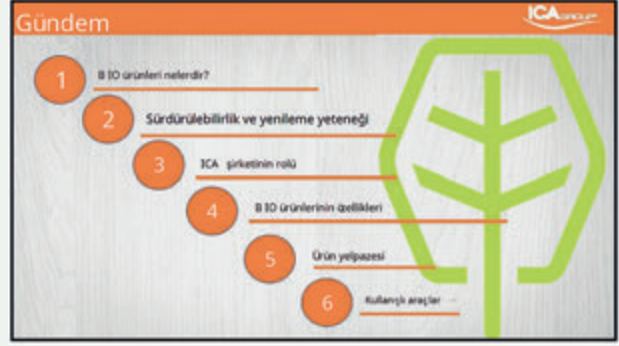 Gündem
ICA GROUP
1 B IO ürünleri nelerdir?
2 Sürdürülebilirlik ve yenileme yeteneği
3 ICA şirketinin rolü
4 B IO ürünlerinin özellikleri
5 Ürün yelpazesi
6 Kullanışlı araçlar